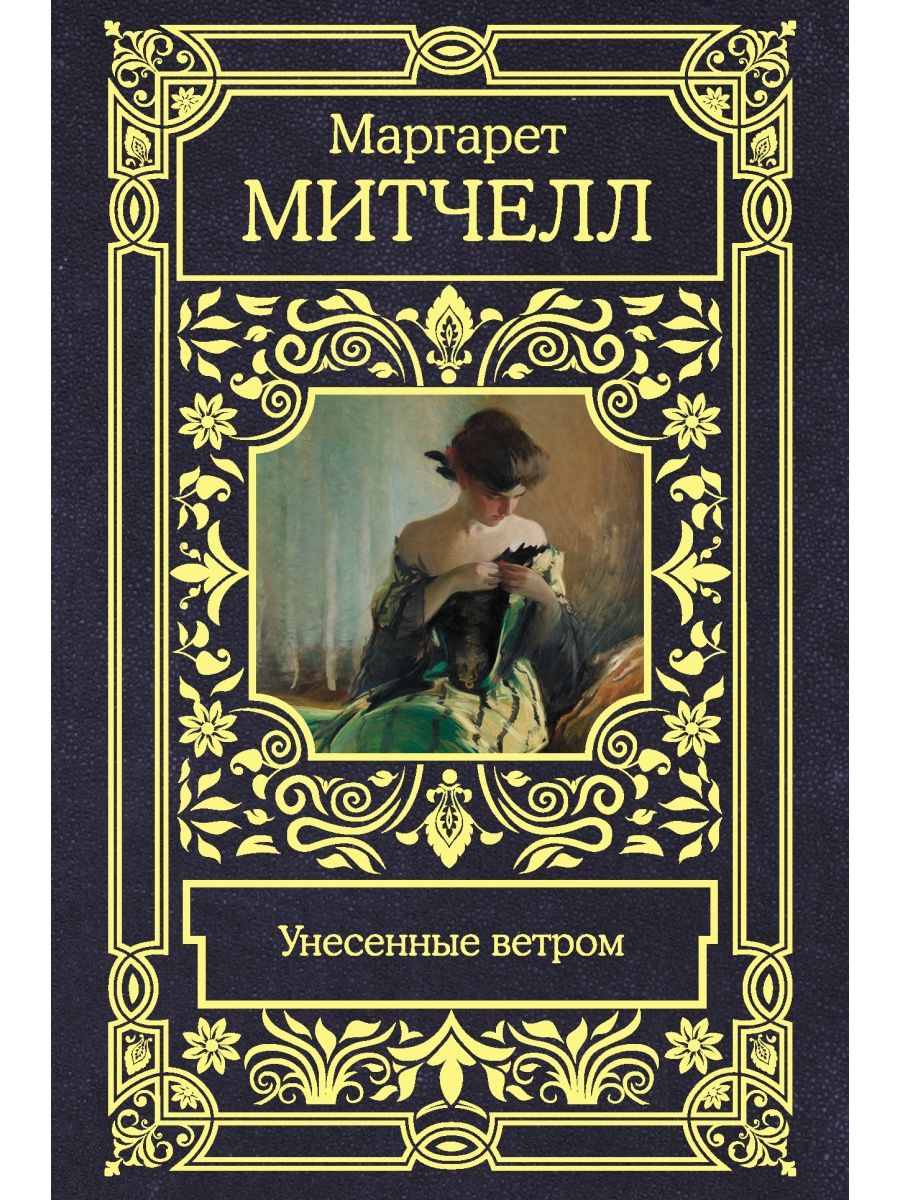 Маргарет
МИТЧЕЛЛ
Унесенные ветром